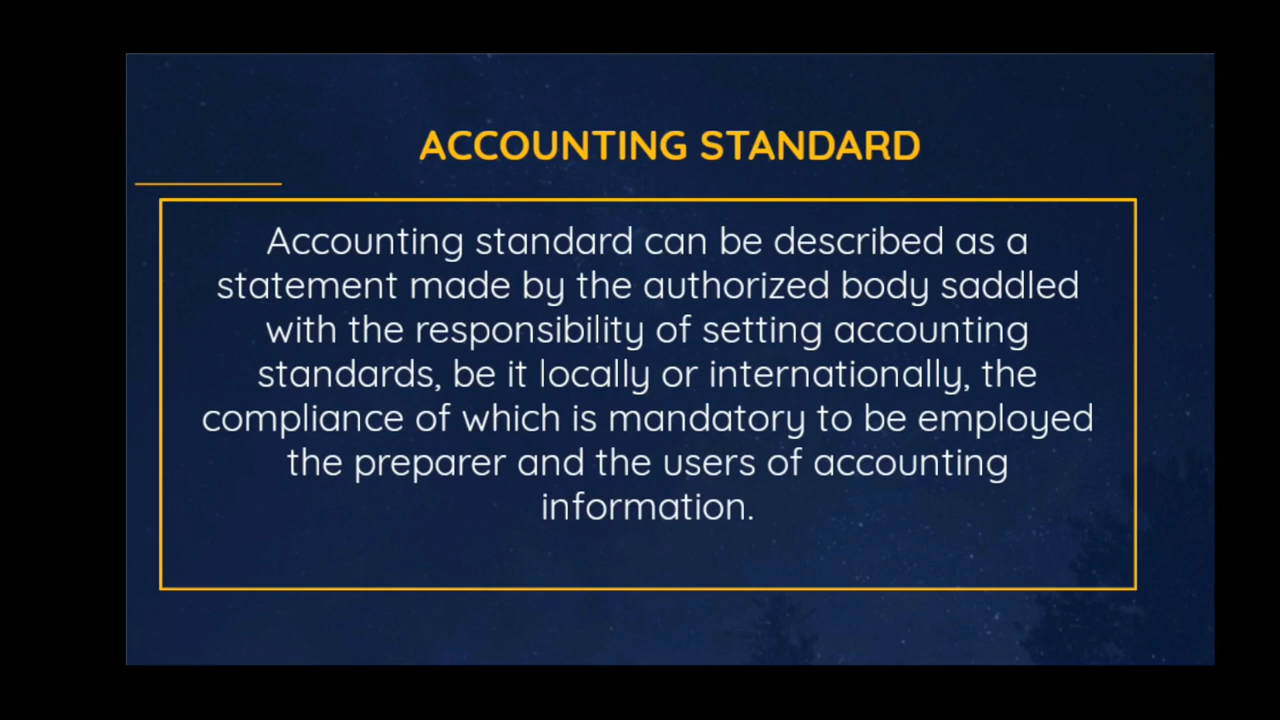 ACCOUNTING STANDARD
Accounting standard can be described as a
statement made by the authorized body saddled
with the responsibility of setting accounting
standards, be it locally or internationally, the
compliance of which is mandatory to be employed
the preparer and the users of accounting
information.